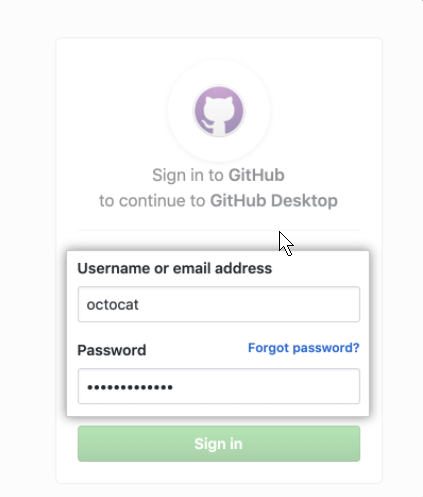 Sign in to GitHub
to continue to GitHub Desktop
Username or email address
octocat
Password Forgot password?
•••••••••••••
Sign in